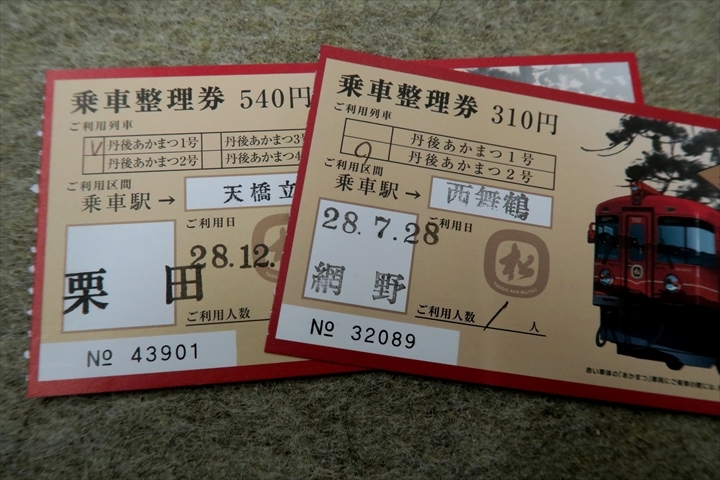 乗車整理券 540円
ご利用列車
V 丹後あかまつ1号 丹後あかまつ3
丹後あかまつ2号 丹後あかまつ4
ご利用区間
乗車駅→ 天橋立
ご利用日
28.12.
栗田
ご利用人数
№ 43901
乗車整理券 310円
ご利用列車
丹後あかまつ1号
丹後あかまつ2号
ご利用区間
乗車駅→ 西舞鶴
ご利用日
28.7.28
松
網野
ご利用人数 1 人
№ 32089